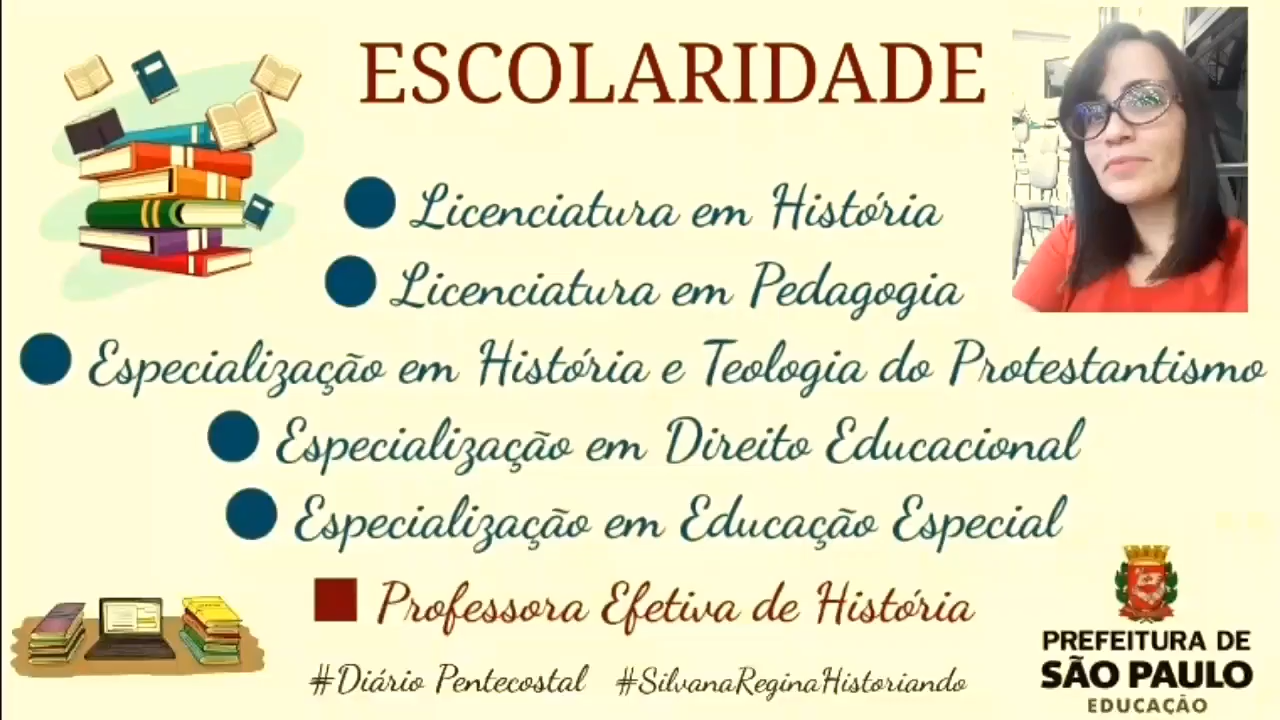 ESCOLARIDADE
Licenciatura em História
Licenciatura em Pedagogia
Especialização em História e Teologia do Protestantismo
Especialização em Direito Educacional
Especialização em Educação Especial
Professora Efetiva de História
#Diário Pentecostal #SilvanaReginaHistoriando
PREFEITURA DE
SÃO PAULO
EDUCAÇÃO